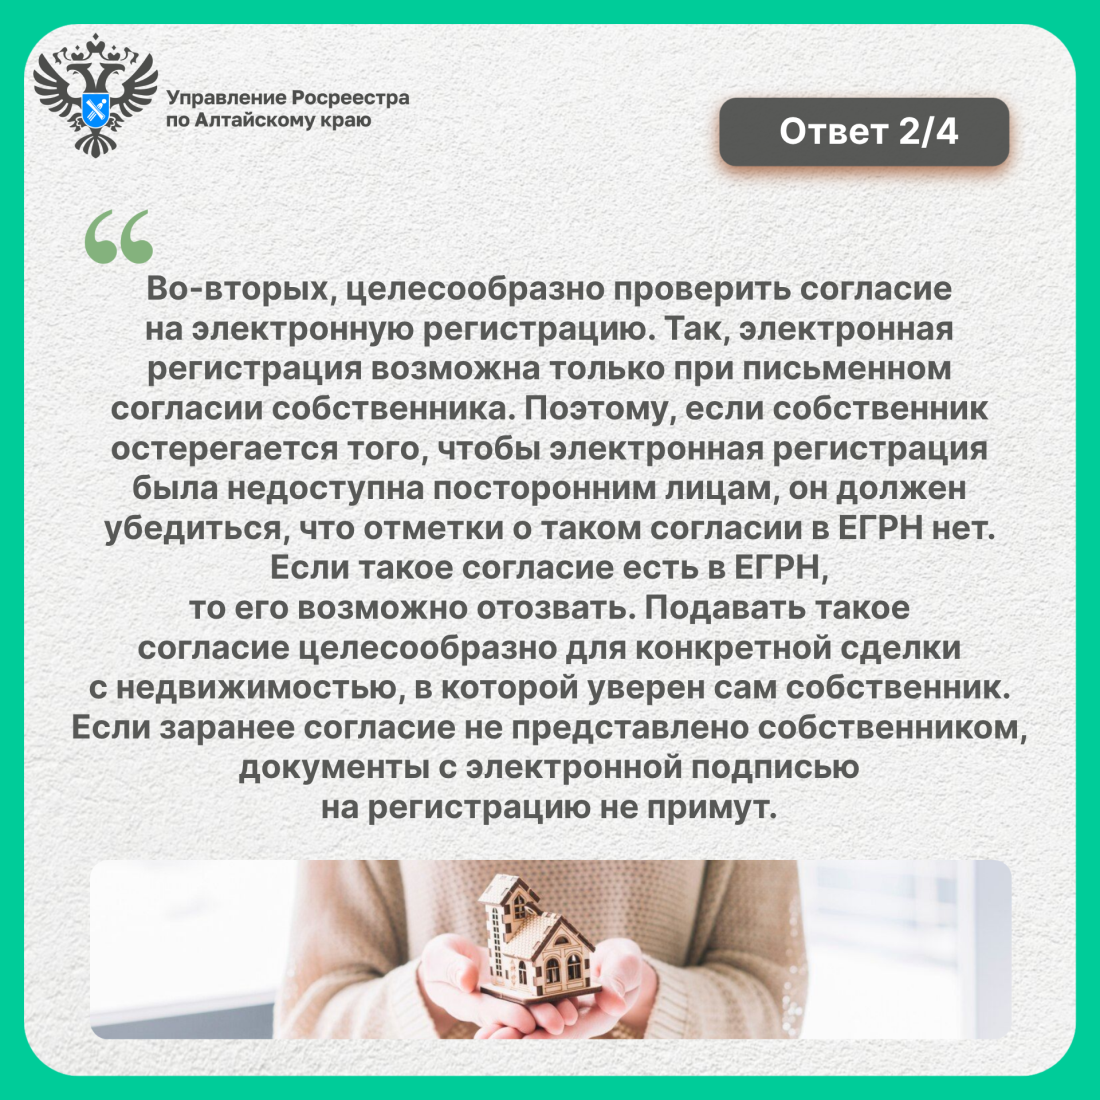 Управление Росреестра
по Алтайскому краю
Ответ 2/4
“
Во-вторых, целесообразно проверить согласие
на электронную регистрацию. Так, электронная
регистрация возможна только при письменном
согласии собственника. Поэтому, если собственник
остерегается того, чтобы электронная регистрация
была недоступна посторонним лицам, он должен
убедиться, что отметки о таком согласии в ЕГРН нет.
Если такое согласие есть в ЕГРН,
то его возможно отозвать. Подавать такое
согласие целесообразно для конкретной сделки
с недвижимостью, в которой уверен сам собственник.
Если заранее согласие не представлено собственником,
документы с электронной подписью
на регистрацию не примут.